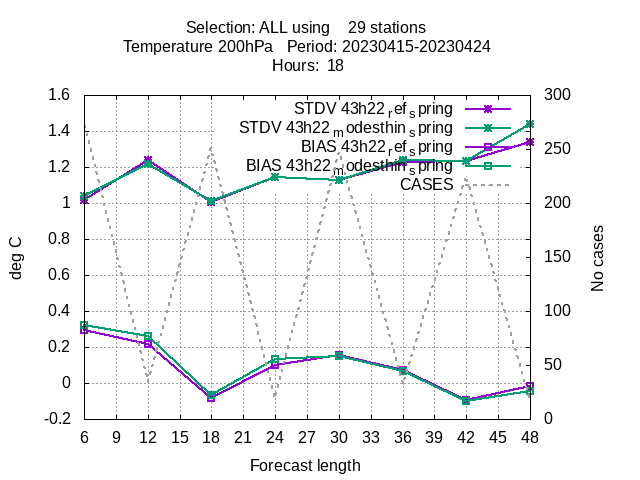 Selection: ALL using    29 stations
Temperature 200hPa   Period: 20230415-20230424
Hours: 18
STDV 43h22_ref_spring
STDV 43h22_modesthin_spring
BIAS 43h22_ref_spring
BIAS 43h22_modesthin_spring
CASES
1.6
1.4
1.2
1
0.8
0.6
0.4
0.2
0
-0.2
deg C
300
250
200
150
100
50
0
No cases
6 9 12 15 18 21 24 27 30 33 36 39 42 45 48
Forecast length